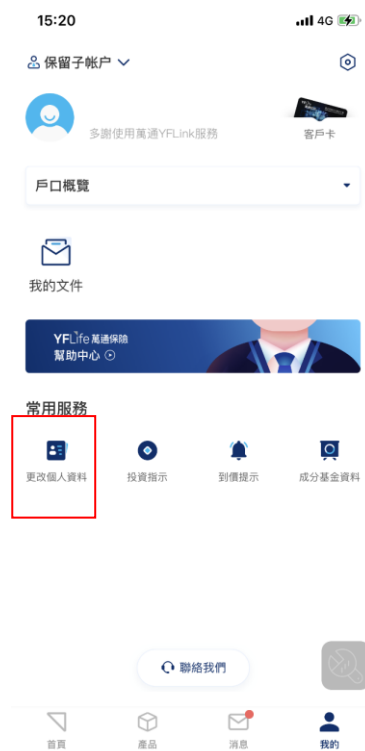 15:20
4G
保留子帐户
多謝使用萬通YFLink服務
客戶卡
戶口概覽
我的文件
YFLife 萬通保險
幫助中心
常用服務
更改個人資料
投資指示
到價提示
成分基金資料
聯絡我們
首頁
產品
消息
我的